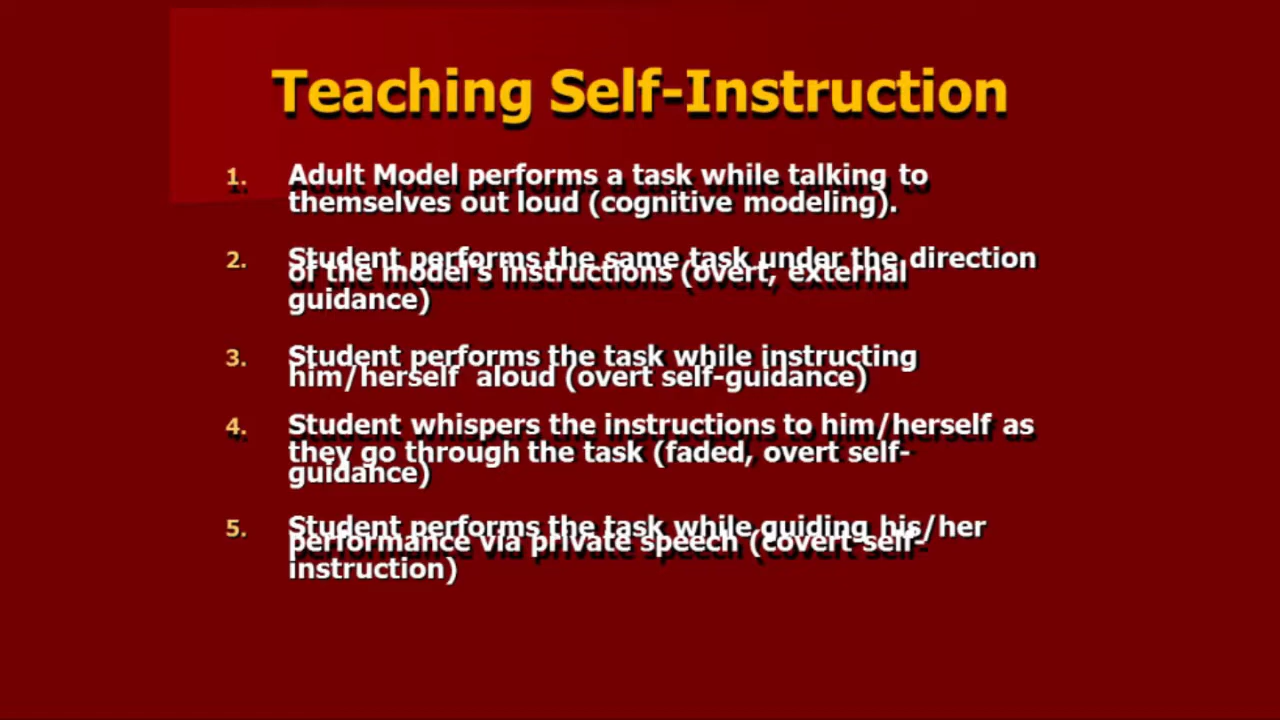 Teaching Self-Instruction
1. Adult Model performs a task while talking to
themselves out loud (cognitive modeling).
2. Student performs the same task under the direction
of the model's instructions (overt, external
guidance)
3. Student performs the task while instructing
him/herself aloud (overt self-guidance)
4. Student whispers the instructions to him/herself as
they go through the task (faded, overt self-
guidance)
5. Student performs the task while guiding his/her
performance via private speech (covert self-
instruction)